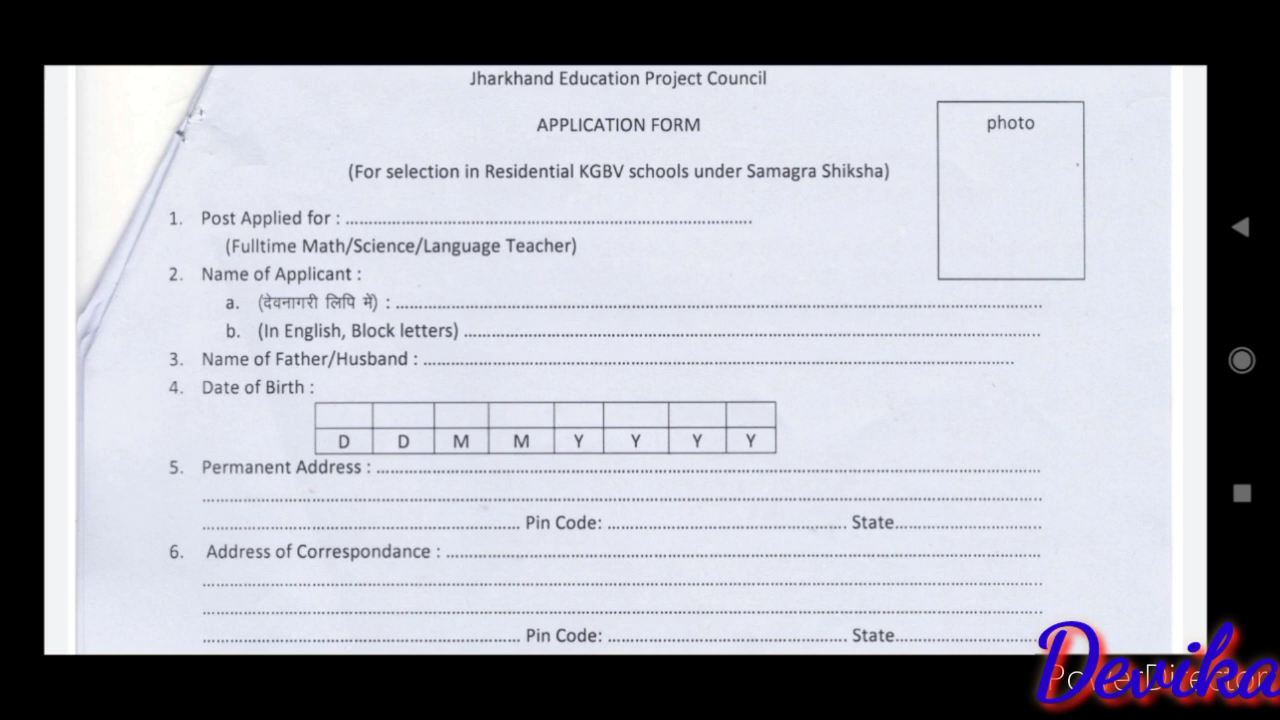 Jharkhand Education Project Council
APPLICATION FORM
photo
(For selection in Residential KGBV schools under Samagra Shiksha)
1. Post Applied for : ........................................................
(Fulltime Math/Science/Language Teacher)
2. Name of Applicant :
a. (देवनागरी लिपि में) : ........................................................
b. (In English, Block letters) ........................................................
3. Name of Father/Husband : ........................................................
4. Date of Birth :
D D M M Y Y Y Y
5. Permanent Address : ........................................................
........................................................
........................ Pin Code: ........................ State................
6. Address of Correspondance : ........................................................
........................................................
........................................................
........................ Pin Code: ........................ State................
Devika
PowerDirector